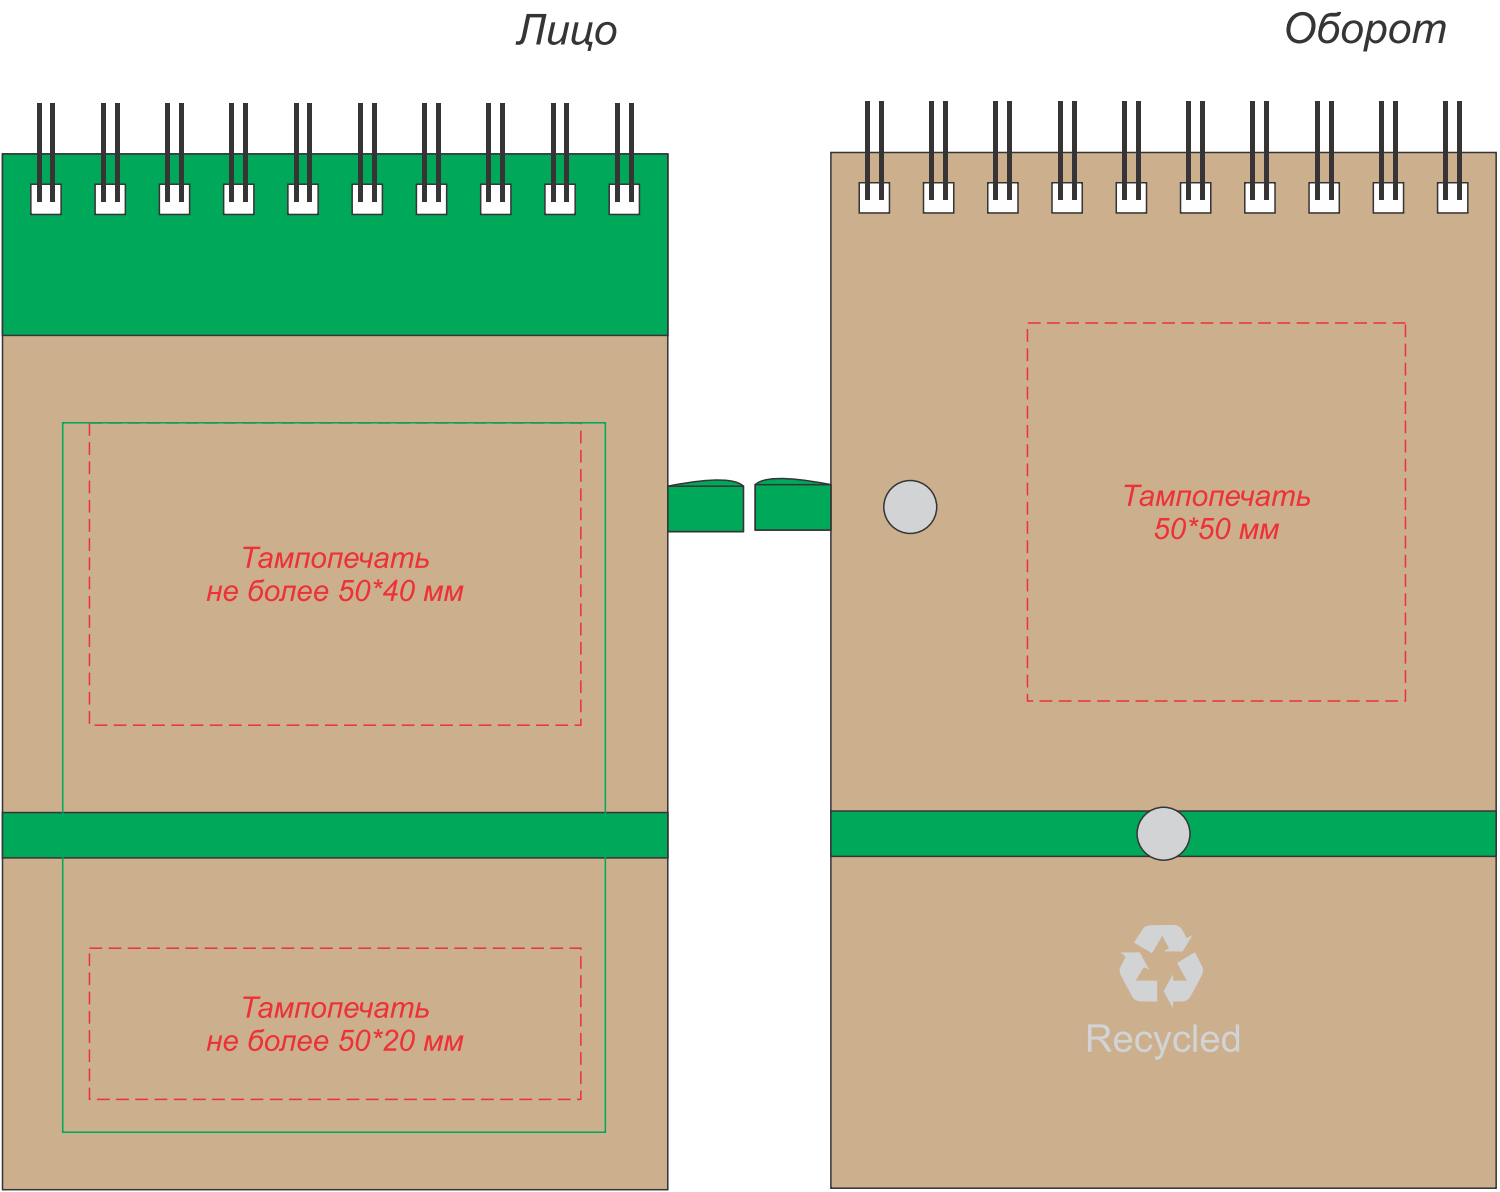 Лицо
Оборот
Тампопечать
не более 50*40 мм
Тампопечать
50*50 мм
Тампопечать
не более 50*20 мм
Recycled